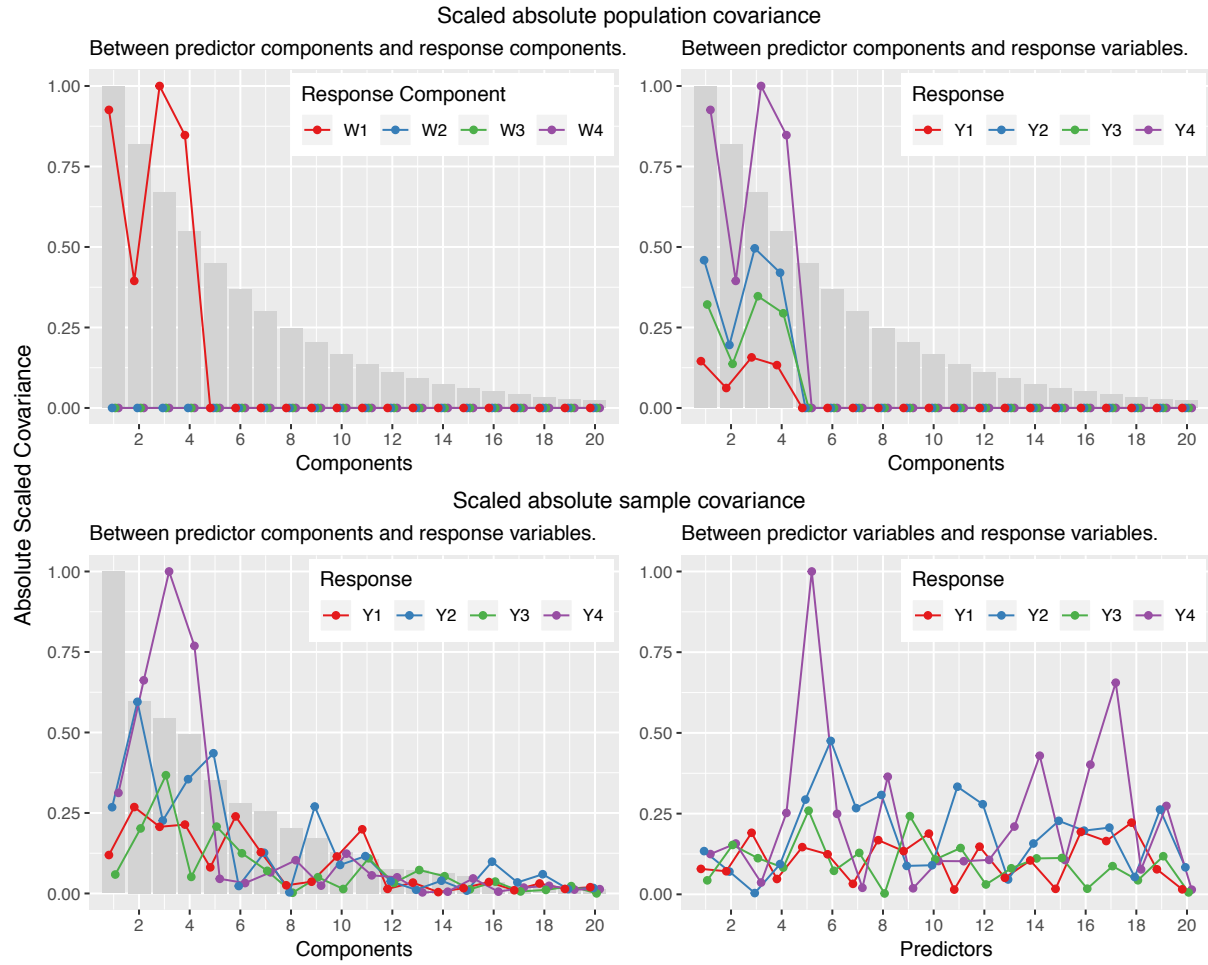 Scaled absolute population covariance
Between predictor components and response components.
Between predictor components and response variables.
Response Component
W1 W2 W3 W4
Response
Y1 Y2 Y3 Y4
1.00
0.75
0.50
0.25
0.00
2 4 6 8 10 12 14 16 18 20
Components
1.00
0.75
0.50
0.25
0.00
2 4 6 8 10 12 14 16 18 20
Components
Absolute Scaled Covariance
Scaled absolute sample covariance
Between predictor components and response variables.
Between predictor variables and response variables.
Response
Y1 Y2 Y3 Y4
Response
Y1 Y2 Y3 Y4
1.00
0.75
0.50
0.25
0.00
2 4 6 8 10 12 14 16 18 20
Components
1.00
0.75
0.50
0.25
0.00
2 4 6 8 10 12 14 16 18 20
Predictors